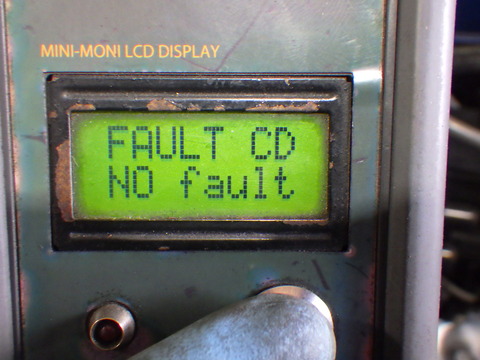 MINI-MONI LCD DISPLAY
FAULT CD
NO fault